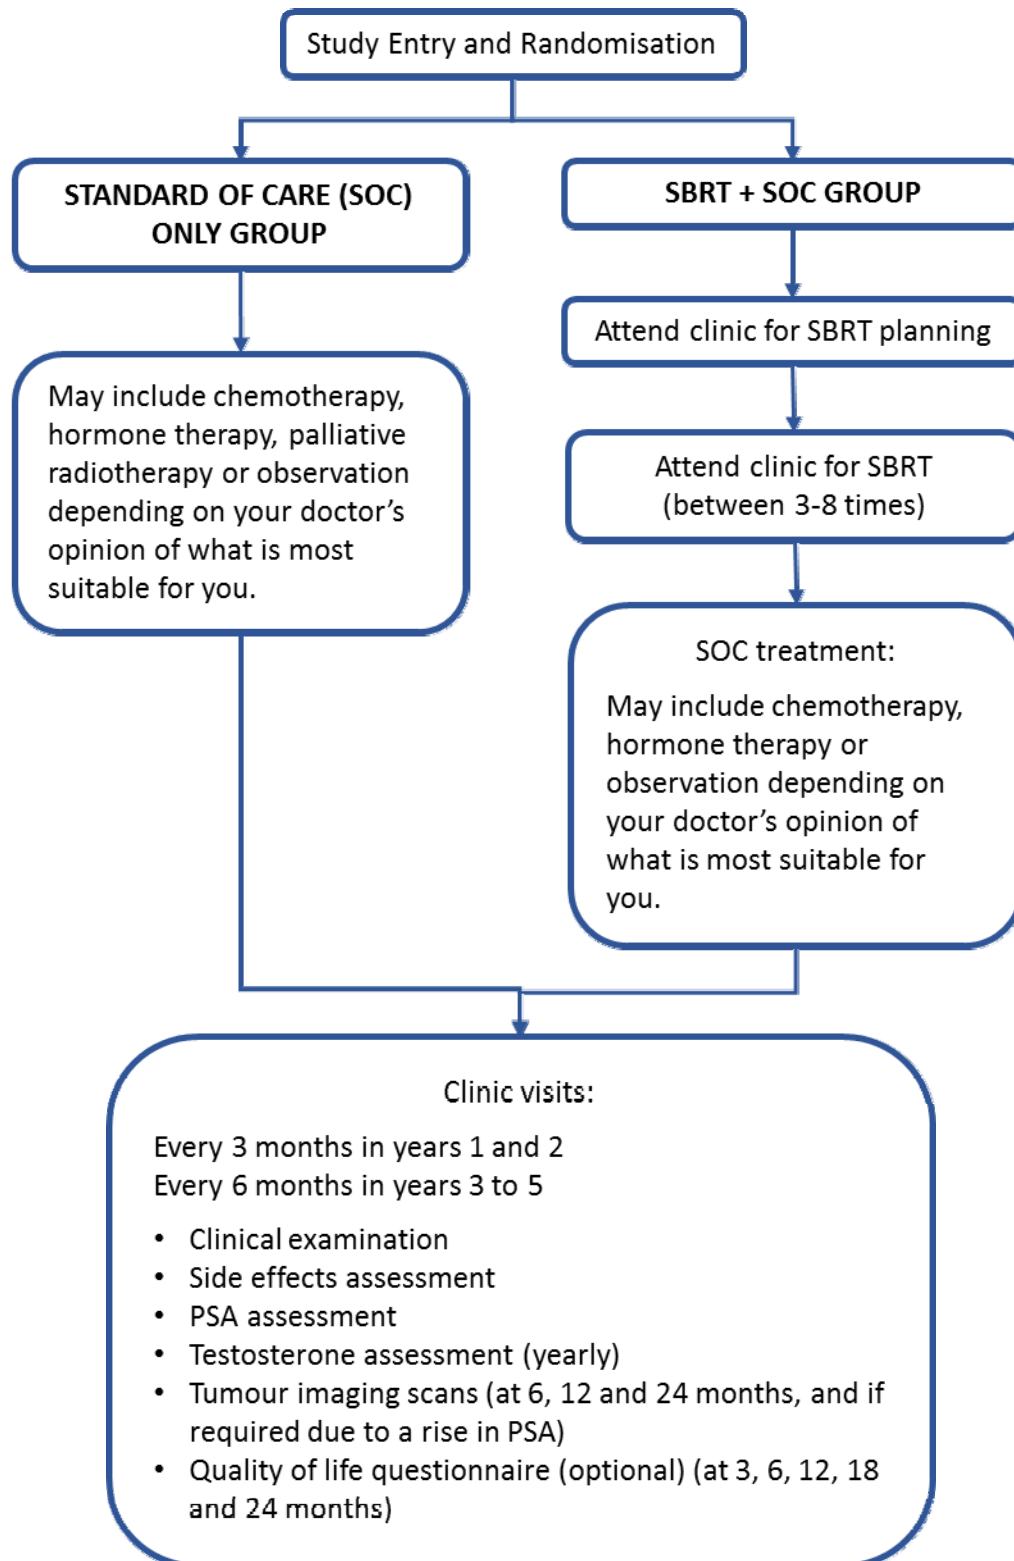 Study Entry and Randomisation
STANDARD OF CARE (SOC)
ONLY GROUP
May include chemotherapy,
hormone therapy, palliative
radiotherapy or observation
depending on your doctor’s
opinion of what is most
suitable for you.
SBRT + SOC GROUP
Attend clinic for SBRT planning
Attend clinic for SBRT
(between 3-8 times)
SOC treatment:
May include chemotherapy,
hormone therapy or
observation depending on
your doctor’s opinion of
what is most suitable for
you.
Clinic visits:
Every 3 months in years 1 and 2
Every 6 months in years 3 to 5
• Clinical examination
• Side effects assessment
• PSA assessment
• Testosterone assessment (yearly)
• Tumour imaging scans (at 6, 12 and 24 months, and if
required due to a rise in PSA)
• Quality of life questionnaire (optional) (at 3, 6, 12, 18
and 24 months)